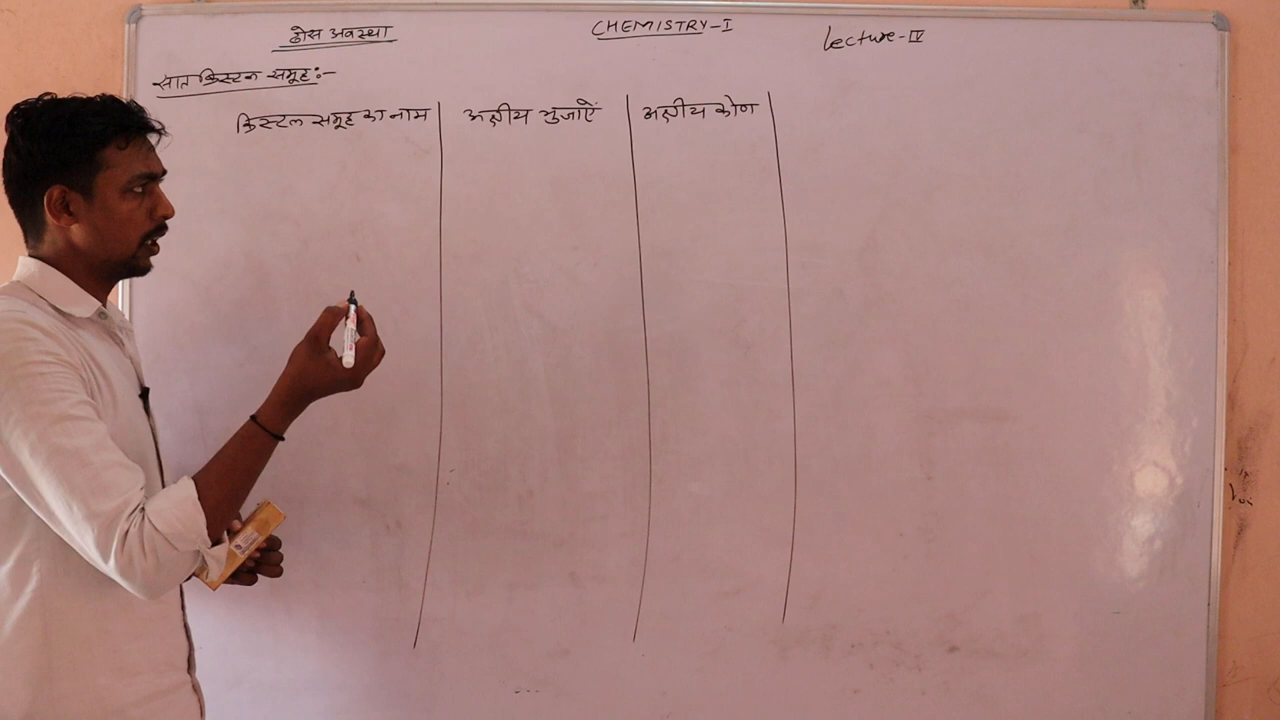 ठोस अवस्था
CHEMISTRY-I
Lecture-IV
सात क्रिस्टल समूह:-
क्रिस्टल समूह का नाम
अक्षीय भुजाऐं
अक्षीय कोण